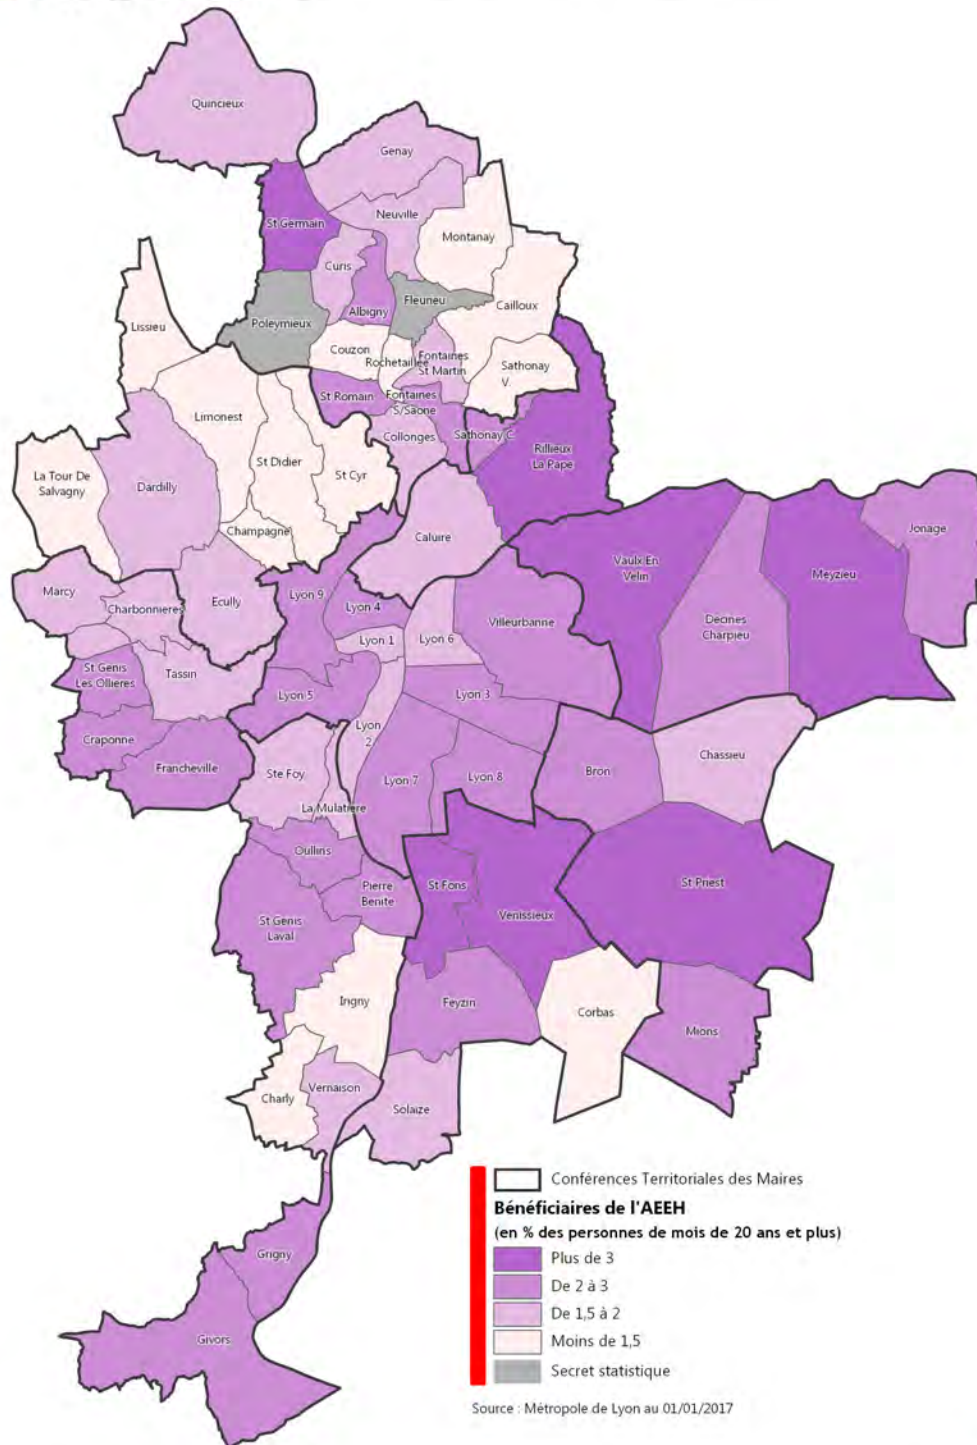 Quincieux
Genay
St Germain
Neuville
Montanay
Curis
Albigny
Fleurieu
Cailloux
Poleymieux
Lissieu
Couzon
Rochetaillée
Fontaines
St Martin
Sathonay
V.
St Romain
Fontaines
S/Saone
Limonest
Collonges
Sathonay C.
Rillieux
La Pape
La Tour De
Salvagny
Dardilly
St Didier
St Cyr
Champagne
Caluire
Jonage
Vaulx En
Velin
Meyzieu
Marcy
Charbonnieres
Ecully
Lyon 9
Lyon 4
Lyon 1
Lyon 6
Villeurbanne
Décines
Charpieu
St Genis
Les Ollieres
Tassin
Lyon 5
Lyon 3
Craponne
Lyon
2
Francheville
Ste Foy
Lyon 7
Lyon 8
Bron
Chassieu
La Mulatiere
Oullins
Pierre
Benite
St Fons
St Priest
St Genis
Laval
Venissieux
Irigny
Feyzin
Corbas
Mions
Charly
Vernaison
Solaize
Grigny
Givors
Conférences Territoriales des Maires
Bénéficiaires de l'AEEH
(en % des personnes de mois de 20 ans et plus)
Plus de 3
De 2 à 3
De 1,5 à 2
Moins de 1,5
Secret statistique
Source : Métropole de Lyon au 01/01/2017